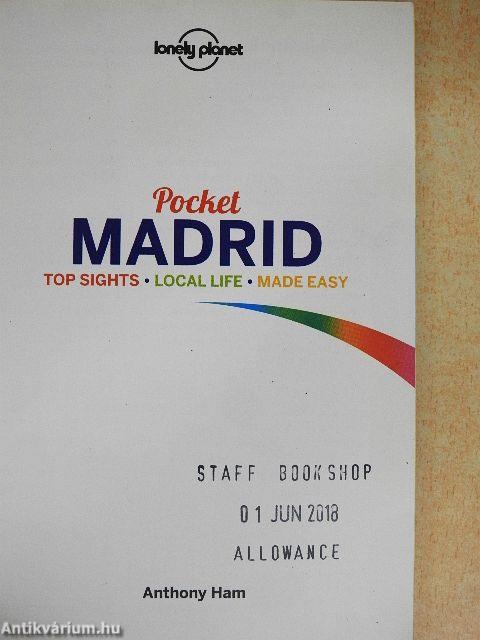 lonely planet
Pocket
MADRID
TOP SIGHTS • LOCAL LIFE • MADE EASY
STAFF BOOKSHOP
01 JUN 2018
ALLOWANCE
Anthony Ham
Antikvárium.hu